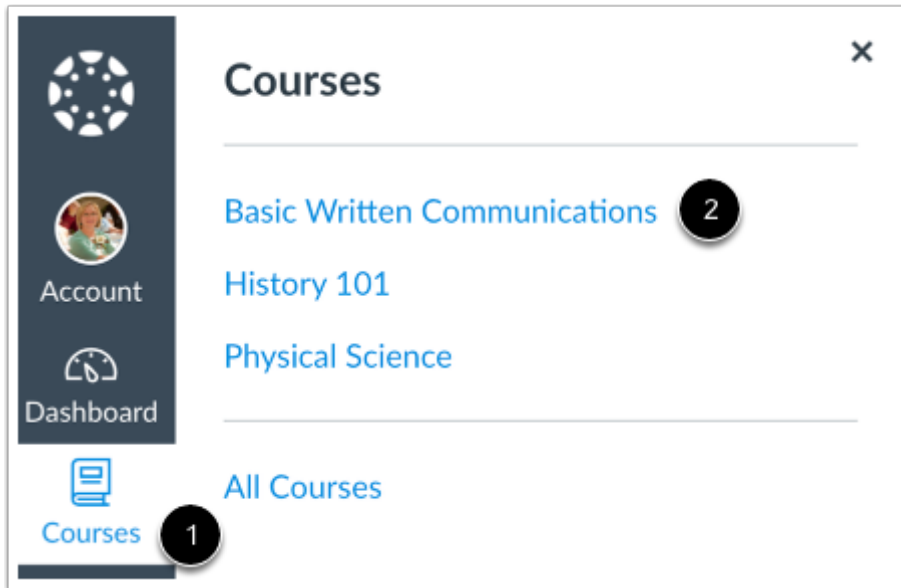 Account
Dashboard
Courses
1
Courses
Basic Written Communications
2
History 101
Physical Science
All Courses